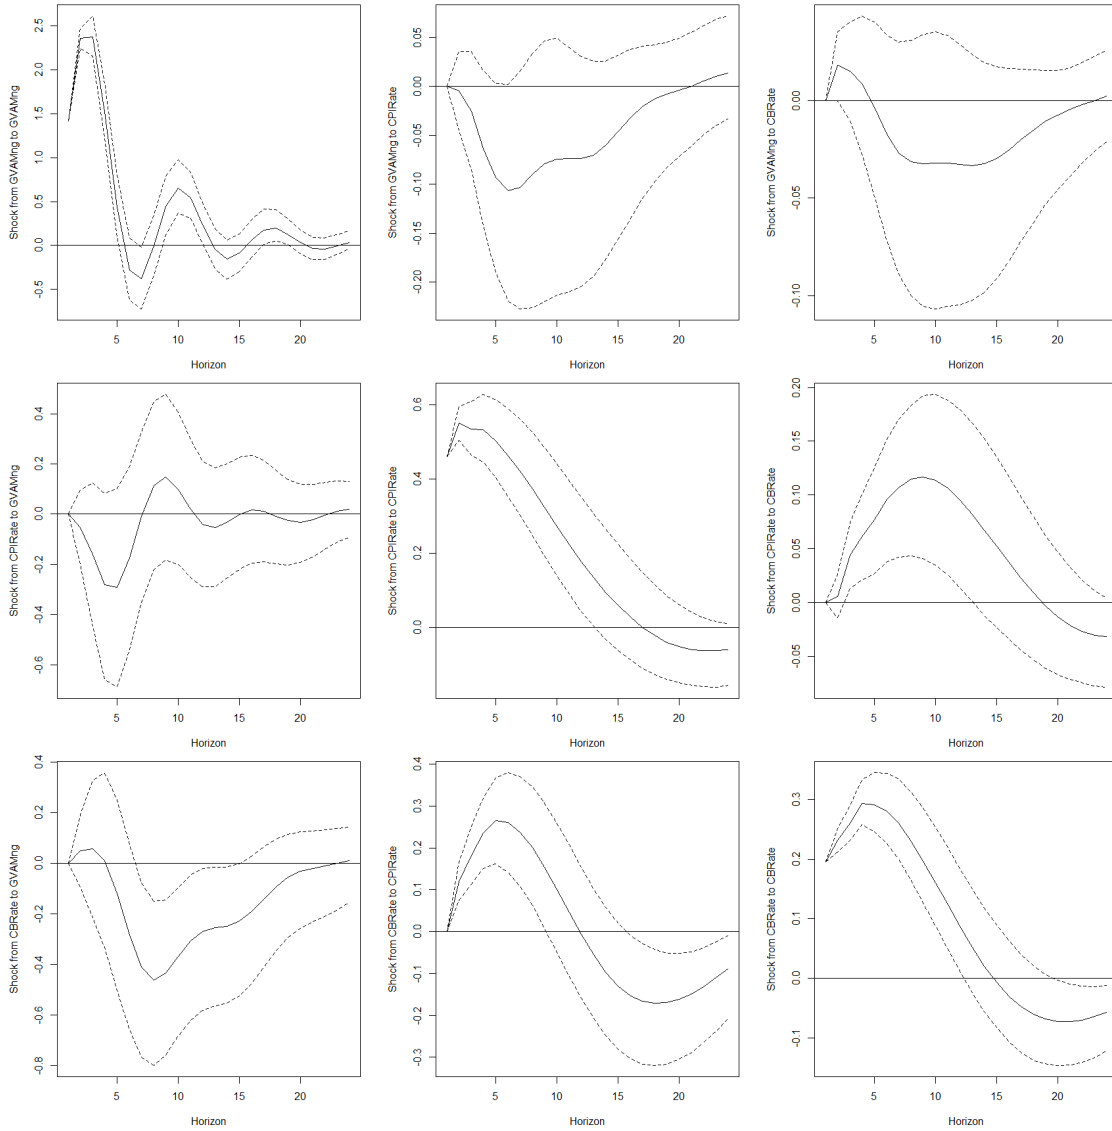 Shock from GVAMng to GVAMng
-0.5 0.0 0.5 1.0 1.5 2.0 2.5
5 10 15 20
Horizon
Shock from GVAMng to CPIRate
-0.20 -0.15 -0.10 -0.05 0.00 0.05
5 10 15 20
Horizon
Shock from GVAMng to CBRate
-0.10 -0.05 0.00
5 10 15 20
Horizon
Shock from CPIRate to GVAMng
-0.6 -0.4 -0.2 0.0 0.2 0.4
5 10 15 20
Horizon
Shock from CPIRate to CPIRate
0.0 0.2 0.4 0.6
5 10 15 20
Horizon
Shock from CPIRate to CBRate
-0.05 0.00 0.05 0.10 0.15 0.20
5 10 15 20
Horizon
Shock from CBRate to GVAMng
-0.8 -0.6 -0.4 -0.2 0.0 0.2 0.4
5 10 15 20
Horizon
Shock from CBRate to CPIRate
-0.3 -0.2 -0.1 0.0 0.1 0.2 0.3 0.4
5 10 15 20
Horizon
Shock from CBRate to CBRate
-0.1 0.0 0.1 0.2 0.3
5 10 15 20
Horizon